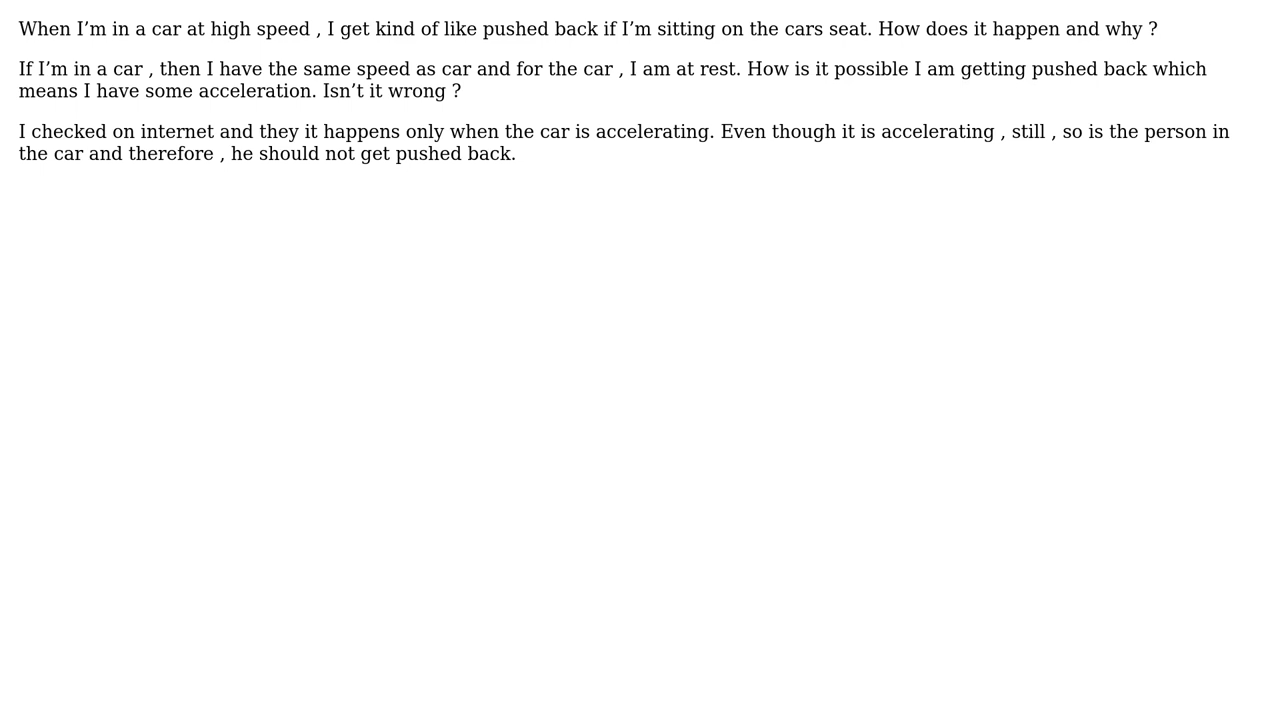 When I’m in a car at high speed , I get kind of like pushed back if I’m sitting on the cars seat. How does it happen and why ?
If I’m in a car , then I have the same speed as car and for the car , I am at rest. How is it possible I am getting pushed back which
means I have some acceleration. Isn’t it wrong ?
I checked on internet and they it happens only when the car is accelerating. Even though it is accelerating , still , so is the person in
the car and therefore , he should not get pushed back.